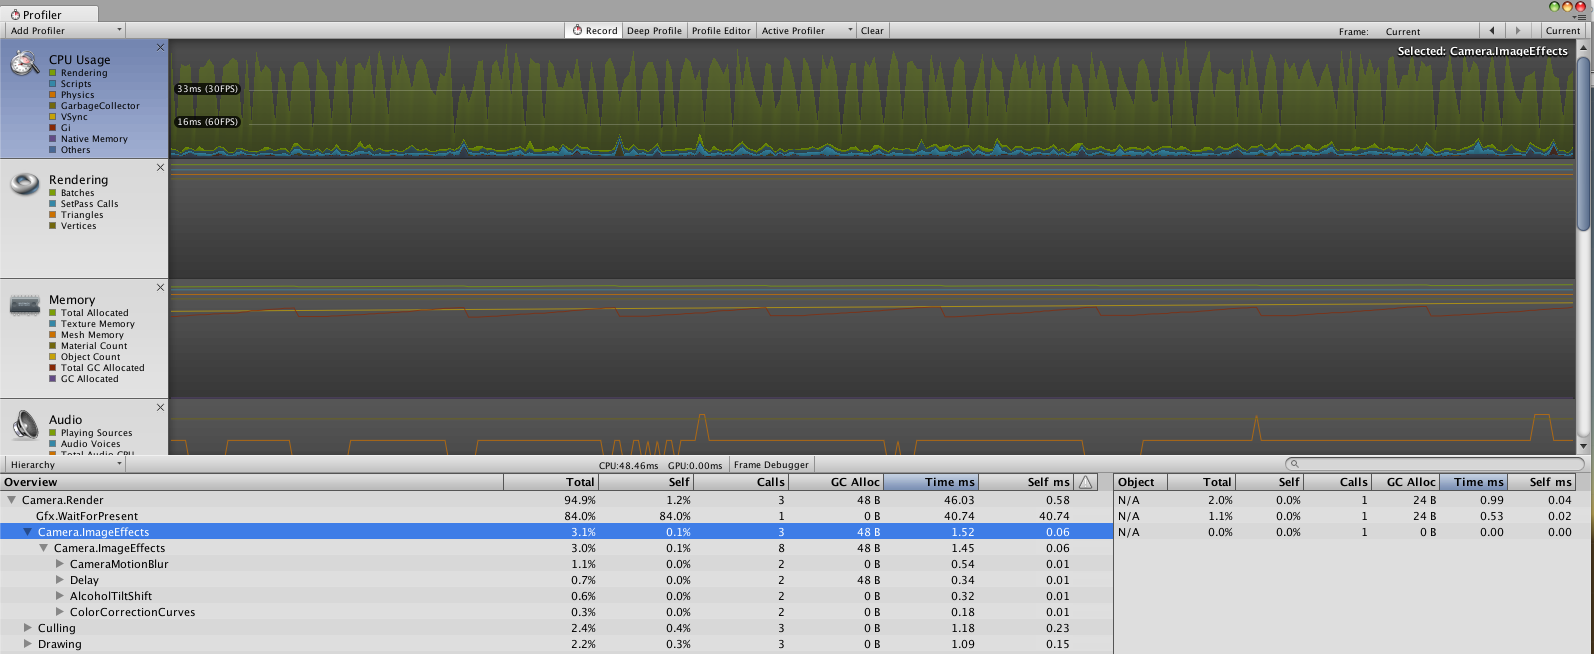 Profiler
Add Profiler Record Deep Profile Profile Editor Active Profiler Clear Frame: Current Current
CPU Usage
Rendering
Scripts
Physics
GarbageCollector
VSync
Gi
Native Memory
Others
Selected: Camera.ImageEffects
33ms (30FPS)
16ms (60FPS)
Rendering
Batches
SetPass Calls
Triangles
Vertices
Memory
Total Allocated
Texture Memory
Mesh Memory
Material Count
Object Count
Total GC Allocated
GC Allocated
Audio
Playing Sources
Audio Voices
Total Audio CPU
Hierarchy CPU:48.46ms GPU:0.00ms Frame Debugger
Overview Total Self Calls GC Alloc Time ms Self ms Object Total Self Calls GC Alloc Time ms Self ms
Camera.Render 94.9% 1.2% 3 48 B 46.03 0.58 N/A 2.0% 0.0% 1 24 B 0.99 0.04
Gfx.WaitForPresent 84.0% 84.0% 1 0 B 40.74 40.74 N/A 1.1% 0.0% 1 24 B 0.53 0.02
Camera.ImageEffects 3.1% 0.1% 3 48 B 1.52 0.06 N/A 0.0% 0.0% 1 0 B 0.00 0.00
Camera.ImageEffects 3.0% 0.1% 8 48 B 1.45 0.06
CameraMotionBlur 1.1% 0.0% 2 0 B 0.54 0.01
Delay 0.7% 0.0% 2 48 B 0.34 0.01
AlcoholTiltShift 0.6% 0.0% 2 0 B 0.32 0.01
ColorCorrectionCurves 0.3% 0.0% 2 0 B 0.18 0.01
Culling 2.4% 0.4% 3 0 B 1.18 0.23
Drawing 2.2% 0.3% 3 0 B 1.09 0.15